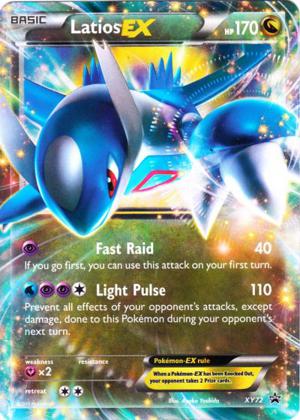 BASIC
Latios EX HP 170
Fast Raid 40
If you go first, you can use this attack on your first turn.
Light Pulse 110
Prevent all effects of your opponent's attacks, except
damage, done to this Pokémon during your opponent's
next turn.
weakness
×2
resistance
retreat
Pokémon-EX rule
When a Pokémon-EX has been Knocked Out,
your opponent takes 2 Prize cards.
Illus. Ayaka Yoshida
XY72